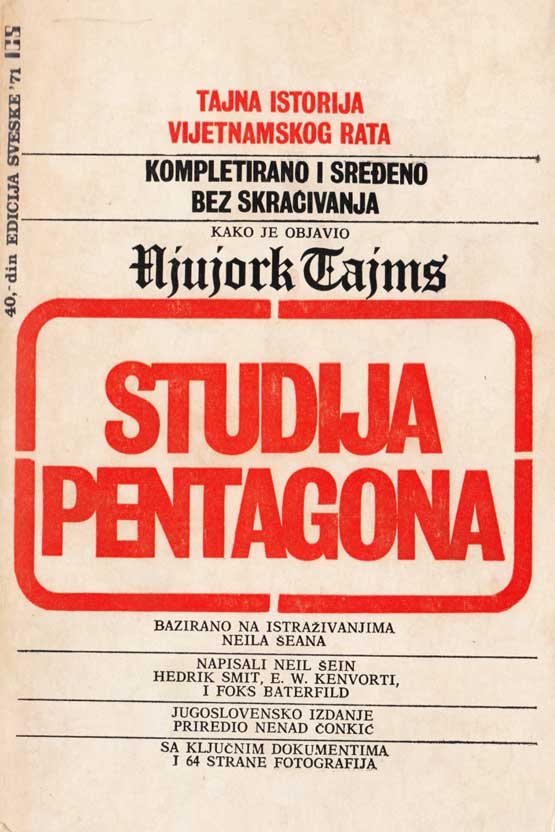 40,-din EDICIJA SVESKE '71
TAJNA ISTORIJA
VIJETNAMSKOG RATA
KOMPLETIRANO I SREĐENO
BEZ SKRAĆIVANJA
KAKO JE OBJAVIO
Njujork Tajms
STUDIJA
PENTAGONA
BAZIRANO NA ISTRAŽIVANJIMA
NEILA ŠEANA
NAPISALI NEIL ŠEIN
HEDRIK SMIT, E. W. KENVORTI,
I FOKS BATERFILD
JUGOSLOVENSKO IZDANJE
PRIREDIO NENAD ČONKIĆ
SA KLJUČNIM DOKUMENTIMA
I 64 STRANE FOTOGRAFIJA